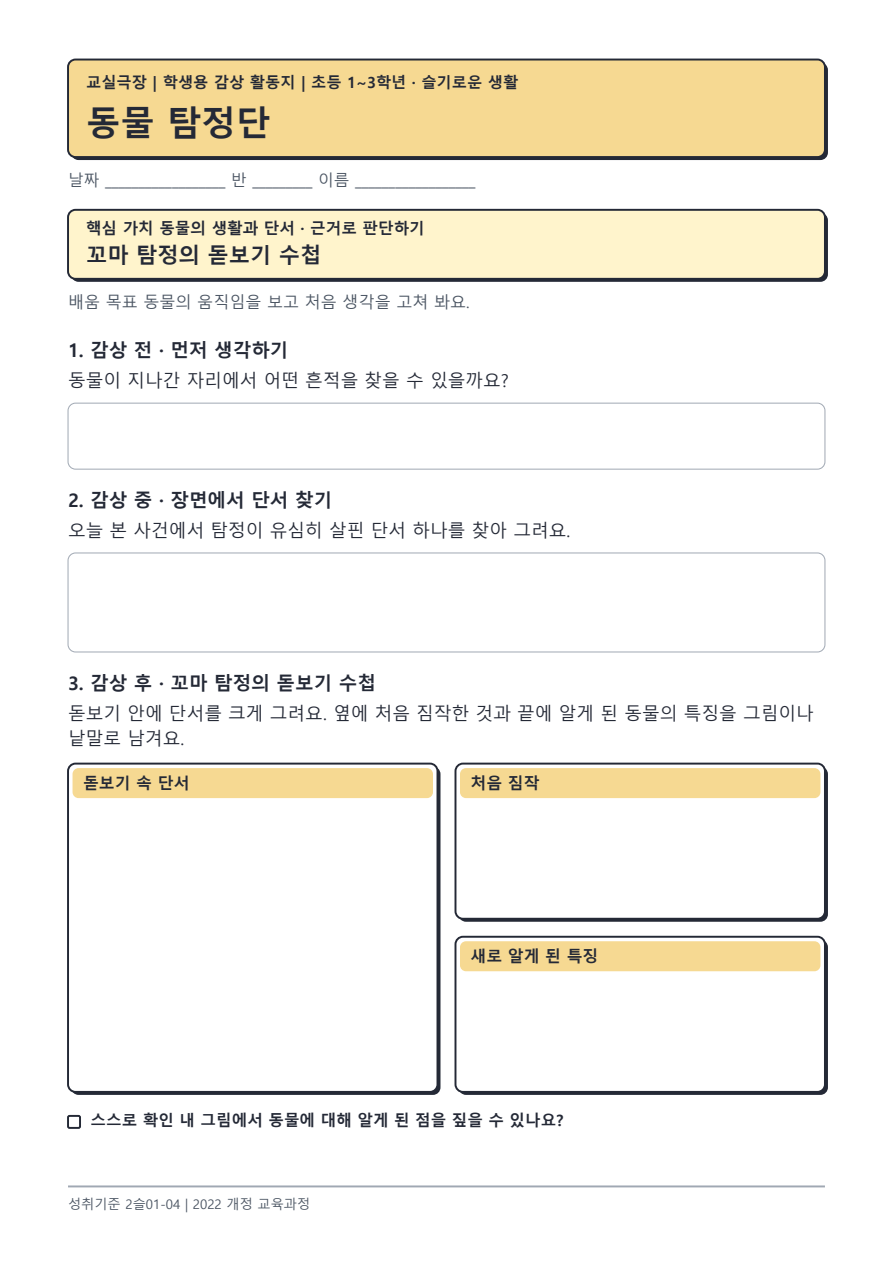 교실극장 | 학생용 감상 활동지 | 초등 1~3학년 · 슬기로운 생활
동물 탐정단
날짜 _______________ 반 _______ 이름 _______________
핵심 가치 동물의 생활과 단서 · 근거로 판단하기
꼬마 탐정의 돋보기 수첩
배움 목표 동물의 움직임을 보고 처음 생각을 고쳐 봐요.
1. 감상 전 · 먼저 생각하기
동물이 지나간 자리에서 어떤 흔적을 찾을 수 있을까요?
2. 감상 중 · 장면에서 단서 찾기
오늘 본 사건에서 탐정이 유심히 살핀 단서 하나를 찾아 그려요.
3. 감상 후 · 꼬마 탐정의 돋보기 수첩
돋보기 안에 단서를 크게 그려요. 옆에 처음 짐작한 것과 끝에 알게 된 동물의 특징을 그림이나
낱말로 남겨요.
돋보기 속 단서
처음 짐작
새로 알게 된 특징
스스로 확인 내 그림에서 동물에 대해 알게 된 점을 짚을 수 있나요?
성취기준 2슬01-04 | 2022 개정 교육과정